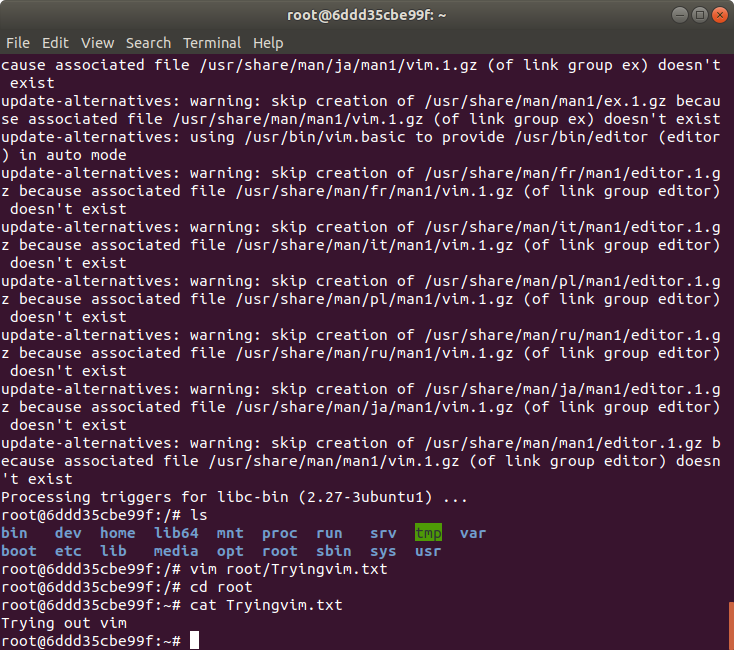 root@6ddd35cbe99f: ~
File Edit View Search Terminal Help
cause associated file /usr/share/man/ja/man1/vim.1.gz (of link group ex) doesn't
 exist
update-alternatives: warning: skip creation of /usr/share/man/man1/ex.1.gz becau
se associated file /usr/share/man/man1/vim.1.gz (of link group ex) doesn't exist
update-alternatives: using /usr/bin/vim.basic to provide /usr/bin/editor (editor
) in auto mode
update-alternatives: warning: skip creation of /usr/share/man/fr/man1/editor.1.g
z because associated file /usr/share/man/fr/man1/vim.1.gz (of link group editor)
 doesn't exist
update-alternatives: warning: skip creation of /usr/share/man/it/man1/editor.1.g
z because associated file /usr/share/man/it/man1/vim.1.gz (of link group editor)
 doesn't exist
update-alternatives: warning: skip creation of /usr/share/man/pl/man1/editor.1.g
z because associated file /usr/share/man/pl/man1/vim.1.gz (of link group editor)
 doesn't exist
update-alternatives: warning: skip creation of /usr/share/man/ru/man1/editor.1.g
z because associated file /usr/share/man/ru/man1/vim.1.gz (of link group editor)
 doesn't exist
update-alternatives: warning: skip creation of /usr/share/man/ja/man1/editor.1.g
z because associated file /usr/share/man/ja/man1/vim.1.gz (of link group editor)
 doesn't exist
update-alternatives: warning: skip creation of /usr/share/man/man1/editor.1.gz b
ecause associated file /usr/share/man/man1/vim.1.gz (of link group editor) doesn
't exist
Processing triggers for libc-bin (2.27-3ubuntu1) ...
root@6ddd35cbe99f:/# ls
bin   dev  home  lib64  mnt  proc  run   srv  tmp  var
boot  etc  lib   media  opt  root  sbin  sys  usr
root@6ddd35cbe99f:/# vim root/Tryingvim.txt
root@6ddd35cbe99f:/# cd root
root@6ddd35cbe99f:~# cat Tryingvim.txt
Trying out vim
root@6ddd35cbe99f:~#